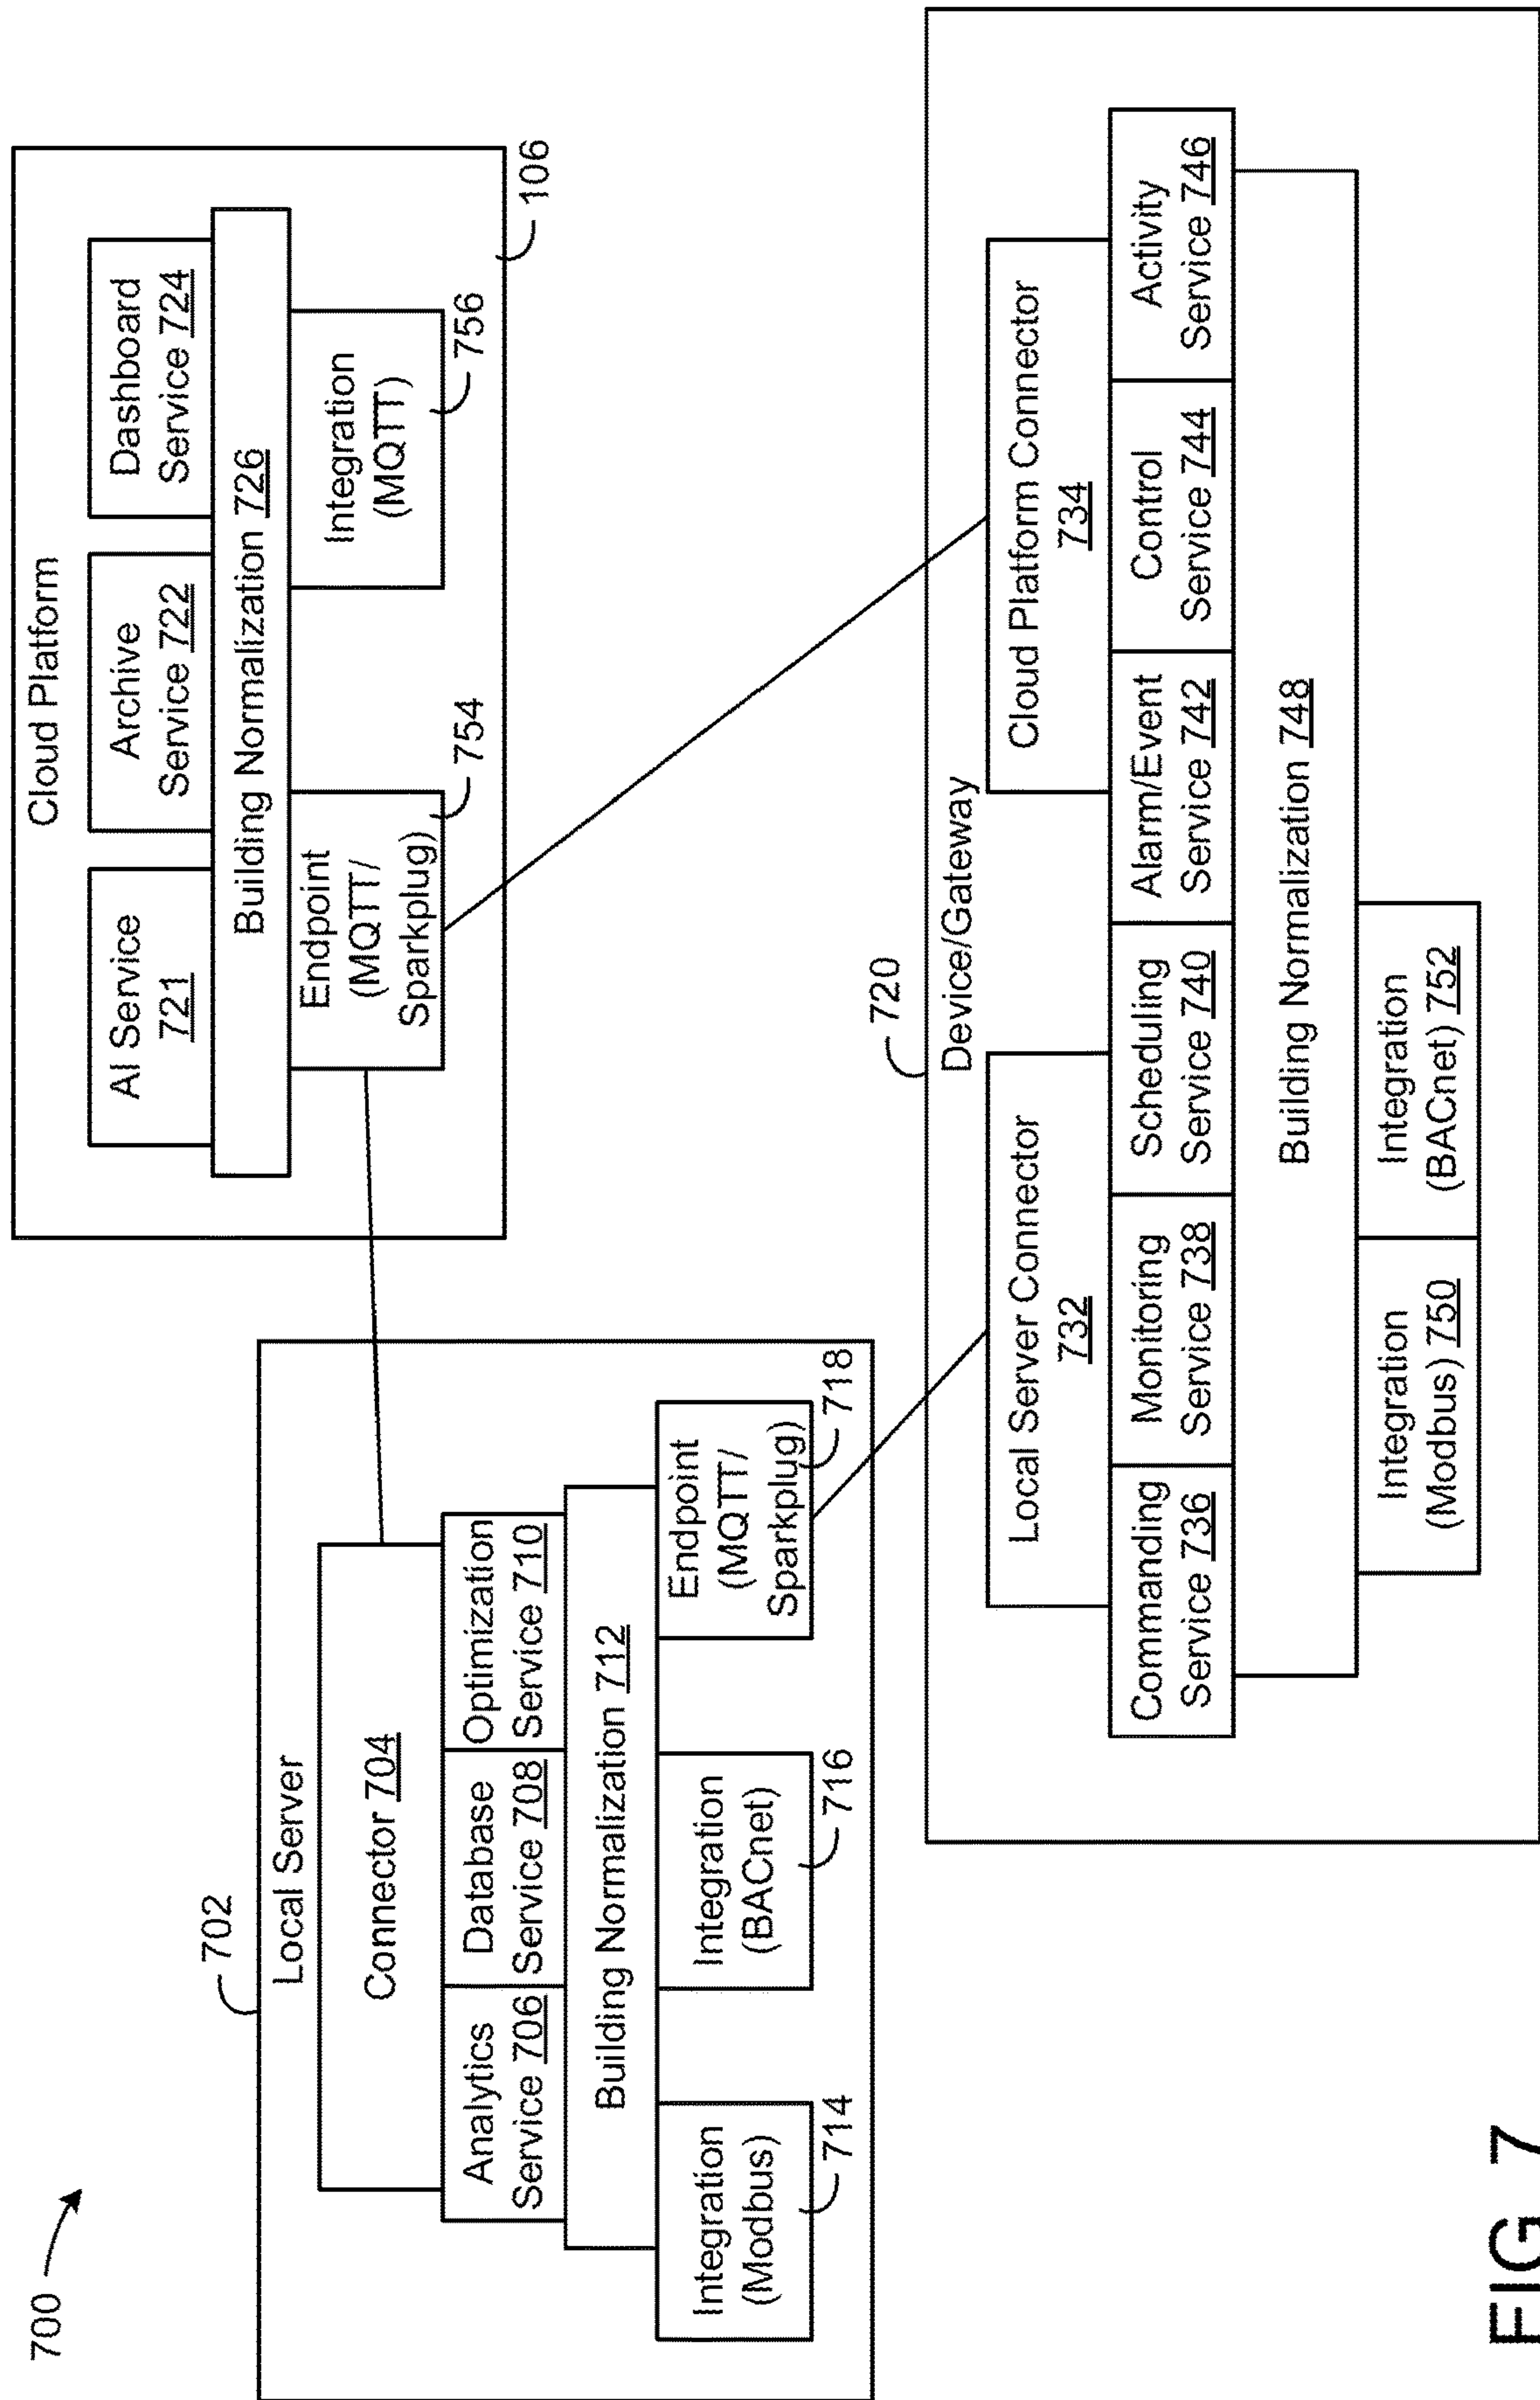 700
702
Local Server
Connector 704
Analytics
Service 706
Database
Service 708
Optimization
Service 710
Building Normalization 712
Integration
(Modbus)
714
Integration
(BACnet)
716
Endpoint
(MQTT/
Sparkplug)
718
Cloud Platform
AI Service
721
Archive
Service 722
Dashboard
Service 724
Building Normalization 726
Endpoint
(MQTT/
Sparkplug)
754
Integration
(MQTT)
756
106
720
Device/Gateway
Local Server Connector
732
Cloud Platform Connector
734
Commanding
Service 736
Monitoring
Service 738
Scheduling
Service 740
Alarm/Event
Service 742
Control
Service 744
Activity
Service 746
Building Normalization 748
Integration
(Modbus) 750
Integration
(BACnet) 752
FIG 7